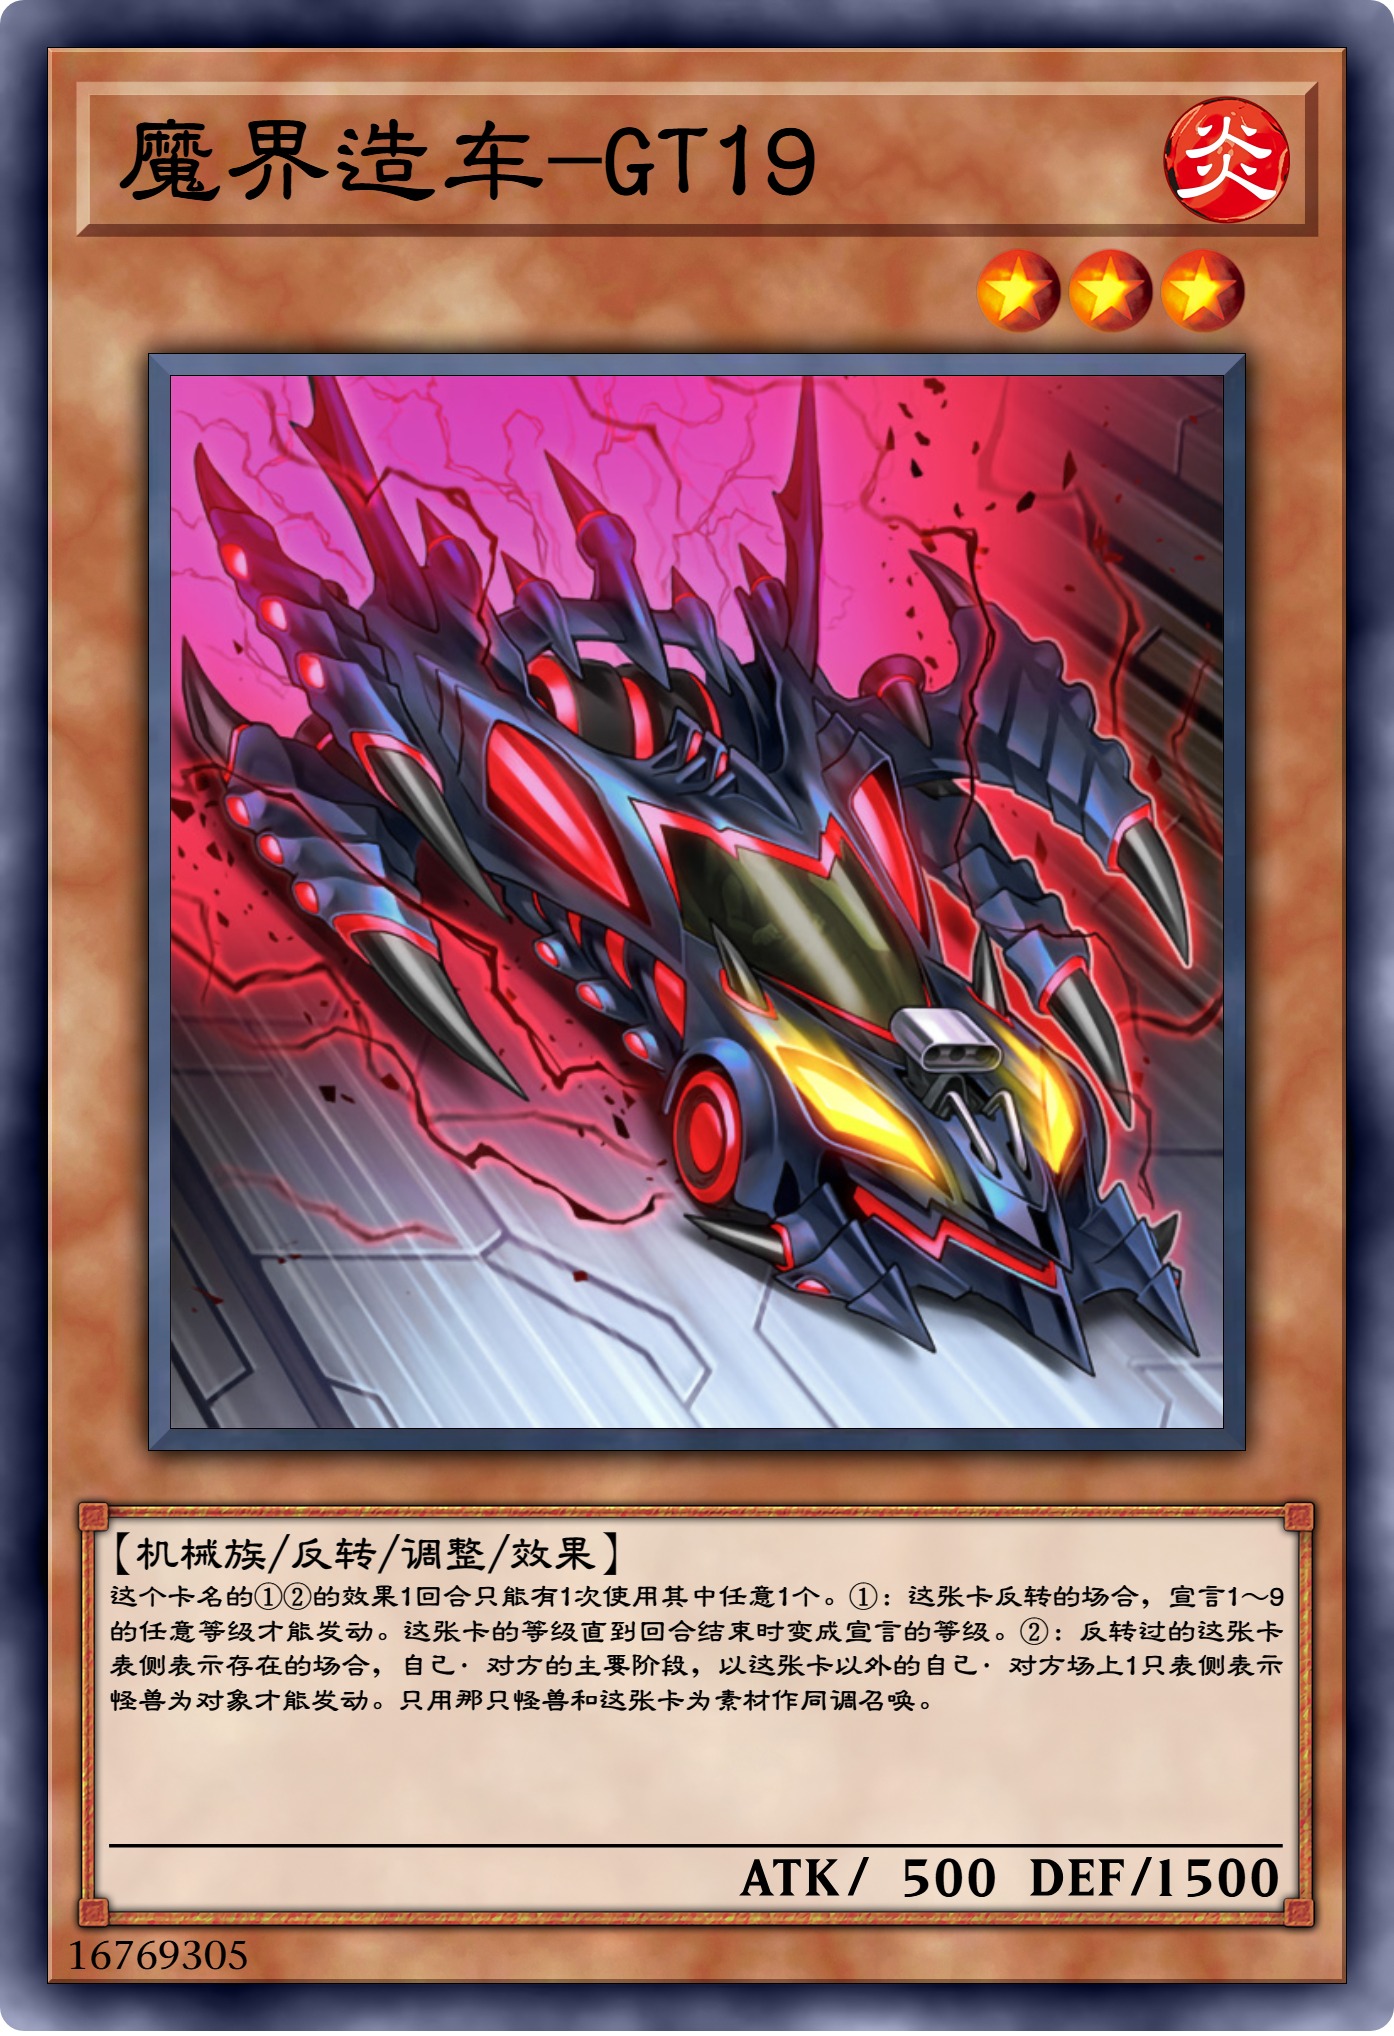 魔界造车-GT19
炎
【机械族/反转/调整/效果】
这个卡名的①②的效果1回合只能有1次使用其中任意1个。①：这张卡反转的场合，宣言1～9
的任意等级才能发动。这张卡的等级直到回合结束时变成宣言的等级。②：反转过的这张卡
表侧表示存在的场合，自己·对方的主要阶段，以这张卡以外的自己·对方场上1只表侧表示
怪兽为对象才能发动。只用那只怪兽和这张卡为素材作同调召唤。
ATK/ 500 DEF/1500
16769305